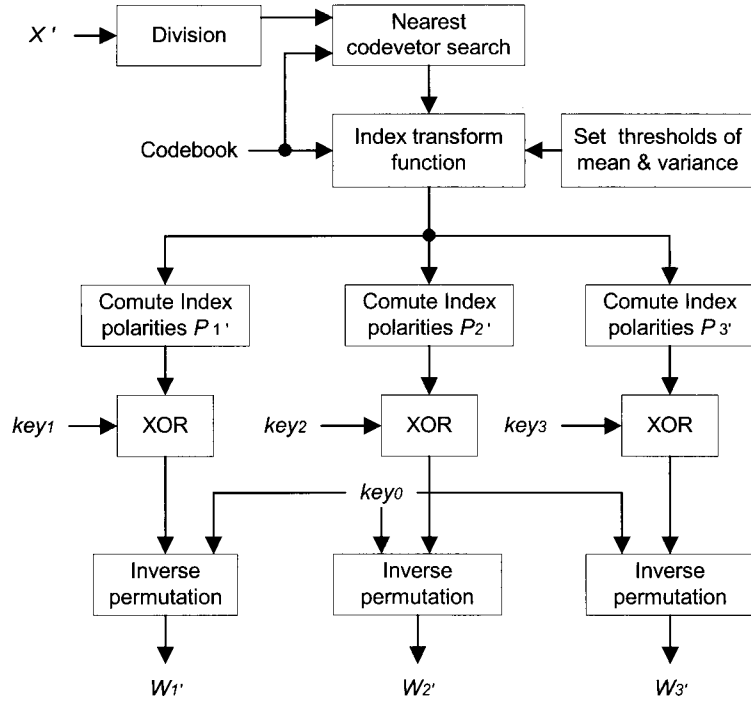 X '
Division
Nearest
codevetor search
Codebook
Index transform
function
Set thresholds of
mean & variance
Comute Index
polarities P1'
Comute Index
polarities P2'
Comute Index
polarities P3'
key1
XOR
key2
XOR
key3
XOR
key0
Inverse
permutation
Inverse
permutation
Inverse
permutation
W1'
W2'
W3'